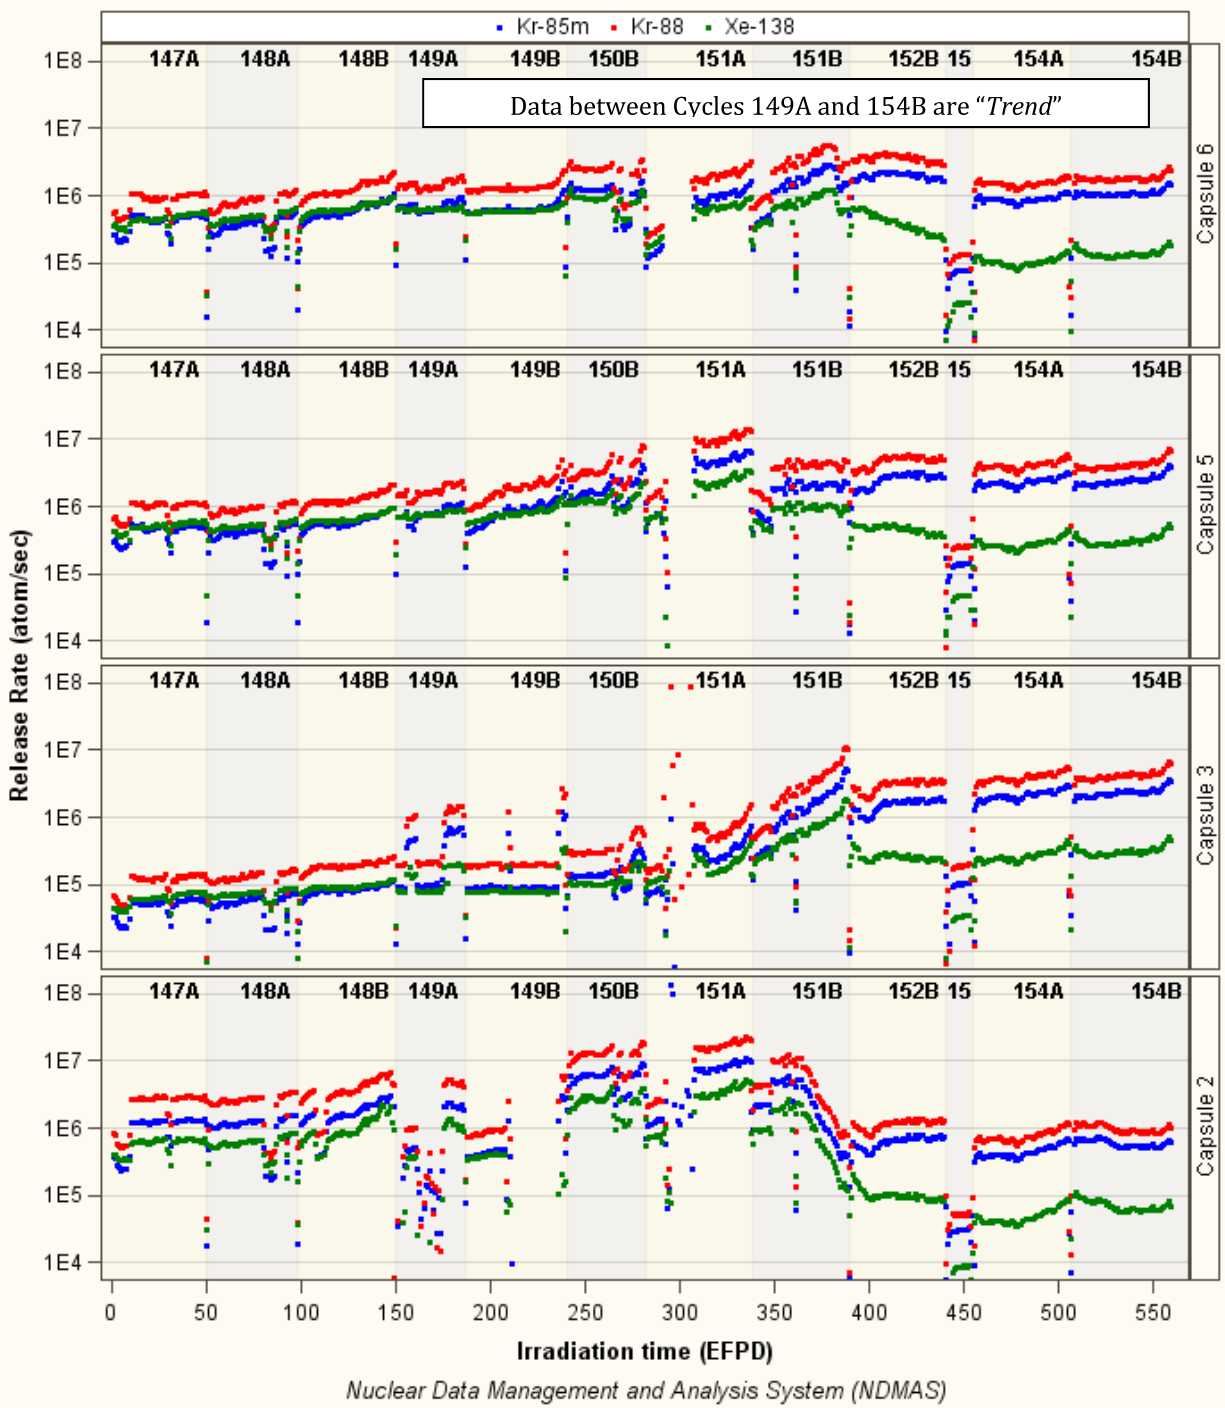 Kr-85m Kr-88 Xe-138
147A 148A 148B 149A 149B 150B 151A 151B 152B 15 154A 154B
Data between Cycles 149A and 154B are “Trend”
1E8
1E7
1E6
1E5
1E4
Capsule 6
147A 148A 148B 149A 149B 150B 151A 151B 152B 15 154A 154B
1E8
1E7
1E6
1E5
1E4
Capsule 5
147A 148A 148B 149A 149B 150B 151A 151B 152B 15 154A 154B
1E8
1E7
1E6
1E5
1E4
Capsule 3
147A 148A 148B 149A 149B 150B 151A 151B 152B 15 154A 154B
1E8
1E7
1E6
1E5
1E4
Capsule 2
Release Rate (atom/sec)
0 50 100 150 200 250 300 350 400 450 500 550
Irradiation time (EFPD)
Nuclear Data Management and Analysis System (NDMAS)